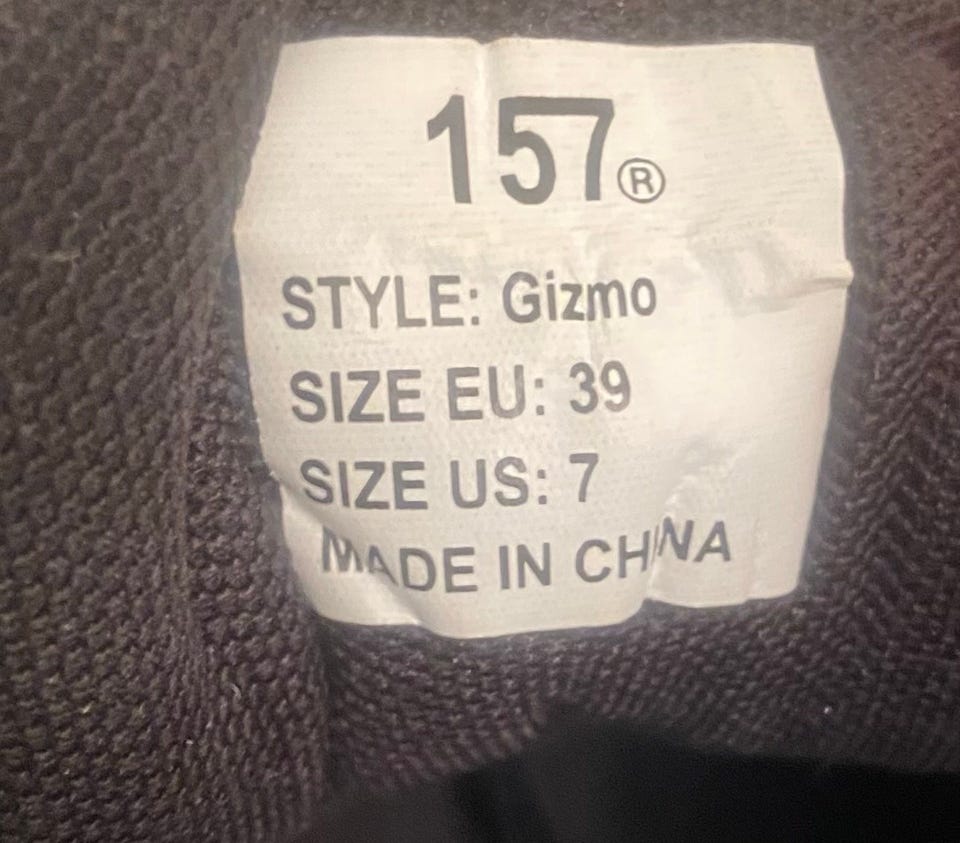 157®
STYLE: Gizmo
SIZE EU: 39
SIZE US: 7
MADE IN CHINA